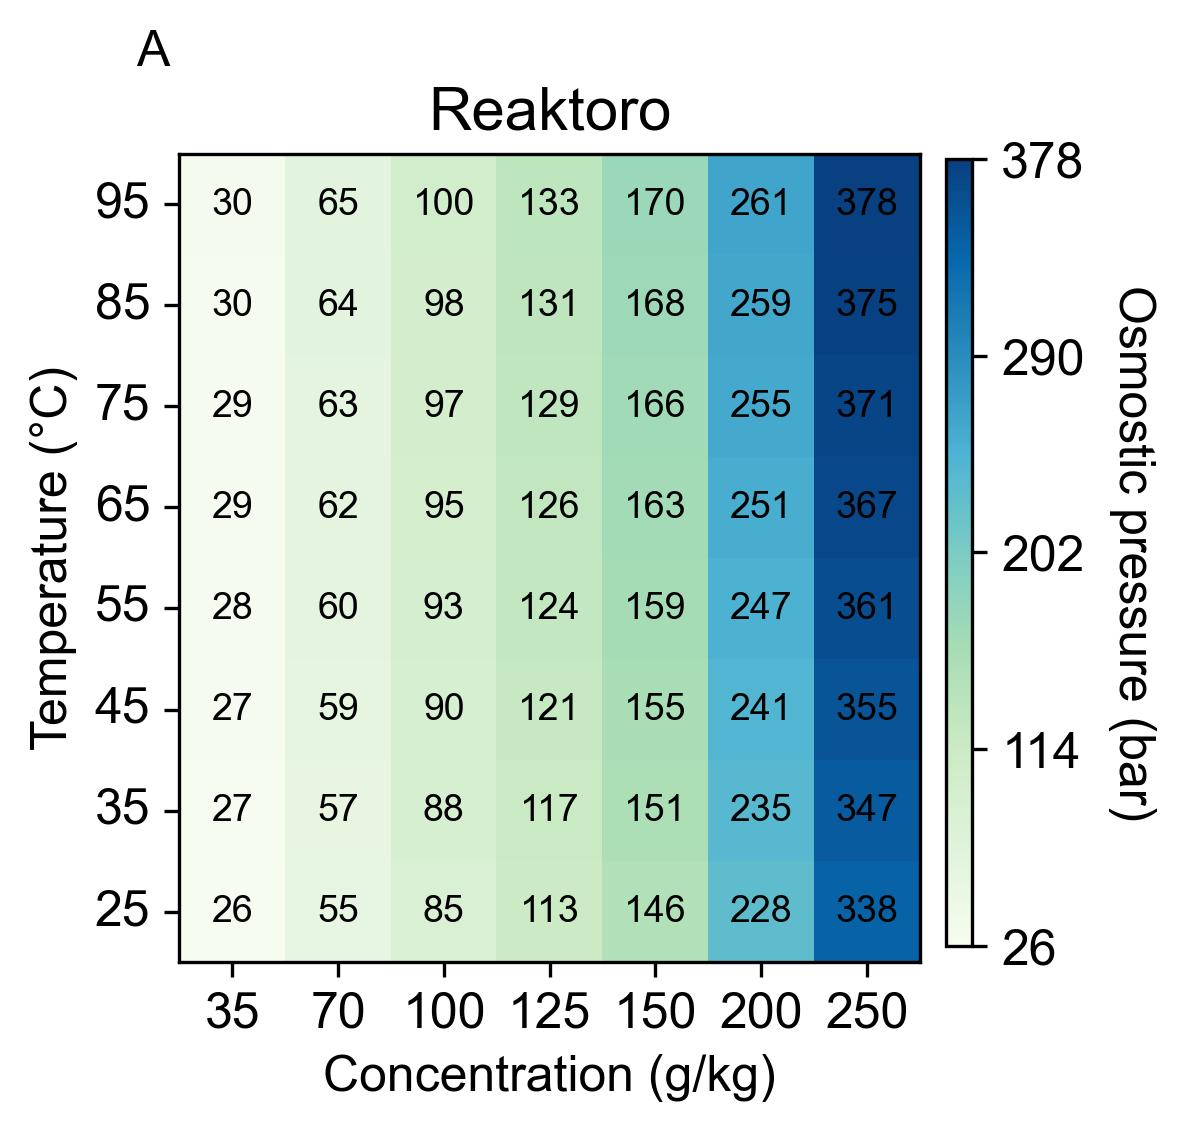 A
Reaktoro
95 30 65 100 133 170 261 378
85 30 64 98 131 168 259 375
75 29 63 97 129 166 255 371
65 29 62 95 126 163 251 367
55 28 60 93 124 159 247 361
45 27 59 90 121 155 241 355
35 27 57 88 117 151 235 347
25 26 55 85 113 146 228 338
35 70 100 125 150 200 250
Concentration (g/kg)
Temperature (°C)
378
290
202
114
26
Osmostic pressure (bar)